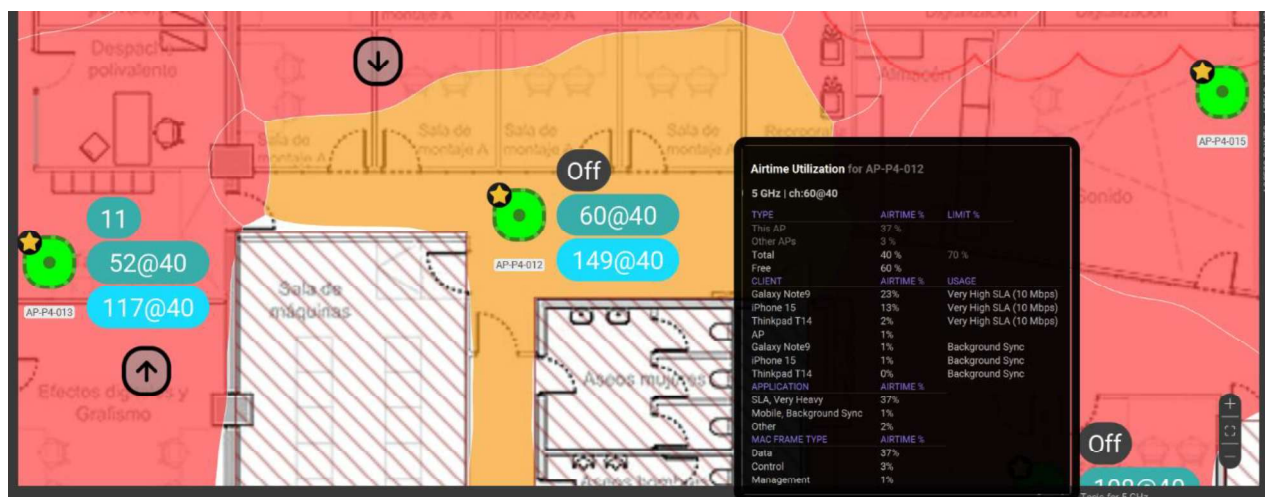 montaje A
montaje A
montaje A
Digitalización
Digitalización
polivalente
Almacén
AP-P4-015
Sala de
montaje A
Sala de
montaje A
Sala de
montaje A
Sala de
montaje A
Off
60@40
149@40
AP-P4-012
11
52@40
117@40
AP-P4-013
Sala de
máquinas
Sonido
Aseos mujeres
Grafismo
Airtime Utilization for AP-P4-012
5 GHz | ch:60@40
TYPE AIRTIME % LIMIT %
This AP 37 %
Other APs 3 %
Total 40 % 70 %
Free 60 %
CLIENT AIRTIME % USAGE
Galaxy Note9 23% Very High SLA (10 Mbps)
iPhone 15 13% Very High SLA (10 Mbps)
Thinkpad T14 2% Very High SLA (10 Mbps)
AP 1%
Galaxy Note9 1% Background Sync
iPhone 15 1% Background Sync
Thinkpad T14 0% Background Sync
APPLICATION AIRTIME %
SLA, Very Heavy 37%
Mobile, Background Sync 1%
Other 2%
MAC FRAME TYPE AIRTIME %
Data 37%
Control 3%
Management 1%
Off
108@40